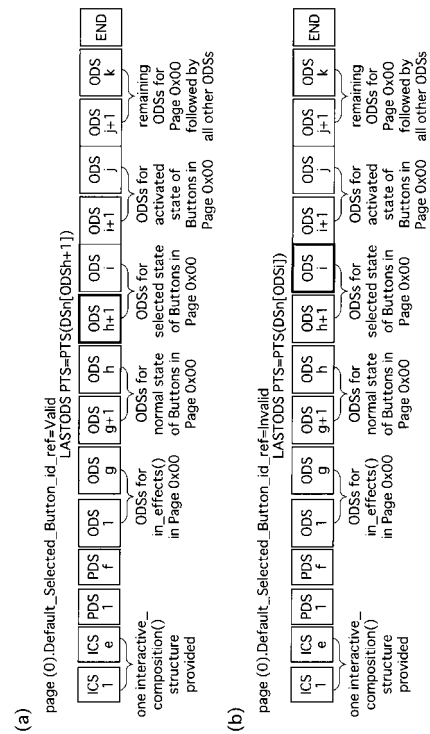 (a)
page (0).Default_Selected_Button_id_ref=Valid
LASTODS PTS=PTS(DSn[ODSh+1])
ICS 1 ICS e PDS 1 PDS f ODS 1 ODS g ODS g+1 ODS h ODS h+1 ODS i ODS i+1 ODS j ODS j+1 ODS k END
one interactive_
composition()
structure
provided
ODSs for
in_effects()
in Page 0x00
ODSs for
normal state
of Buttons in
Page 0x00
ODSs for
selected state
of Buttons in
Page 0x00
ODSs for
activated
state of
Buttons in
Page 0x00
remaining
ODSs for
Page 0x00
followed by
all other ODSs
(b)
page (0).Default_Selected_Button_id_ref=Invalid
LASTODS PTS=PTS(DSn[ODSi])
ICS 1 ICS e PDS 1 PDS f ODS 1 ODS g ODS g+1 ODS h ODS h+1 ODS i ODS i+1 ODS j ODS j+1 ODS k END
one interactive_
composition()
structure
provided
ODSs for
in_effects()
in Page 0x00
ODSs for
normal state
of Buttons in
Page 0x00
ODSs for
selected state
of Buttons in
Page 0x00
ODSs for
activated
state of
Buttons in
Page 0x00
remaining
ODSs for
Page 0x00
followed by
all other ODSs